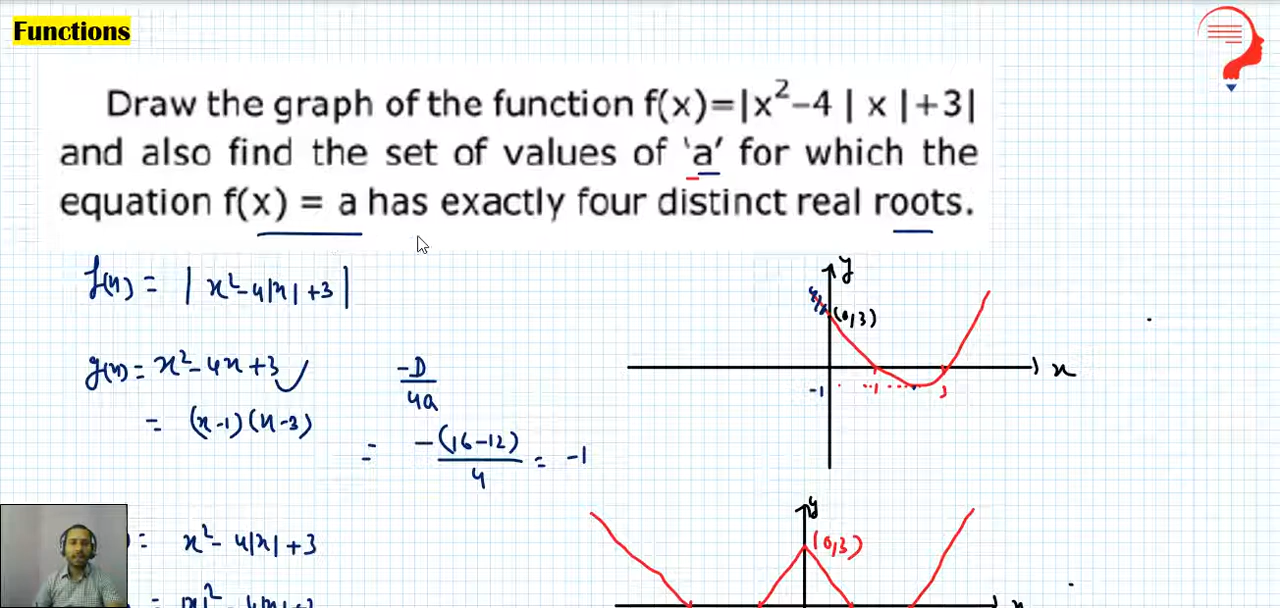 Functions
Draw the graph of the function f(x)=|x²−4 | x |+3|
and also find the set of values of ‘a’ for which the
equation f(x) = a has exactly four distinct real roots.
f(x) = | x²-4|x| +3 |
y
(0,3)
g(x) = x²-4x+3
-D
4a
x
-1
1
3
= (x-1)(x-3)
= -(16-12) = -1
4
y
= x²-4|x|+3
(0,3)
x